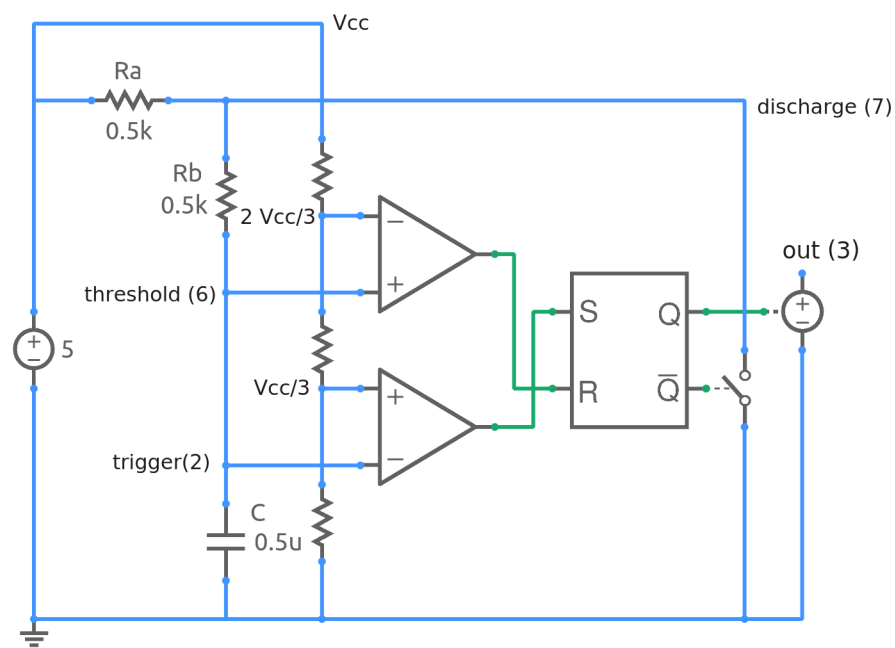 Vcc
Ra
0.5k
discharge (7)
Rb
0.5k
2 Vcc/3
−
+
out (3)
threshold (6)
S
Q
+
−
+
−
5
Vcc/3
+
R
Q̅
trigger(2)
−
C
0.5u